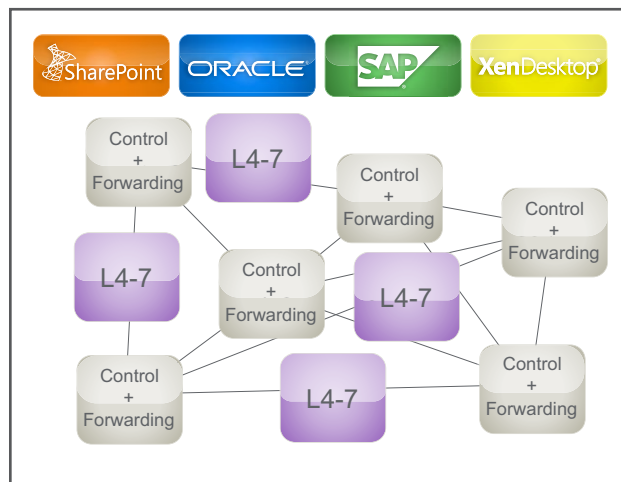 SharePoint
ORACLE
SAP
XenDesktop
Control
+
Forwarding
L4-7
Control
+
Forwarding
Control
+
Forwarding
L4-7
Control
+
Forwarding
L4-7
Control
+
Forwarding
L4-7
Control
+
Forwarding